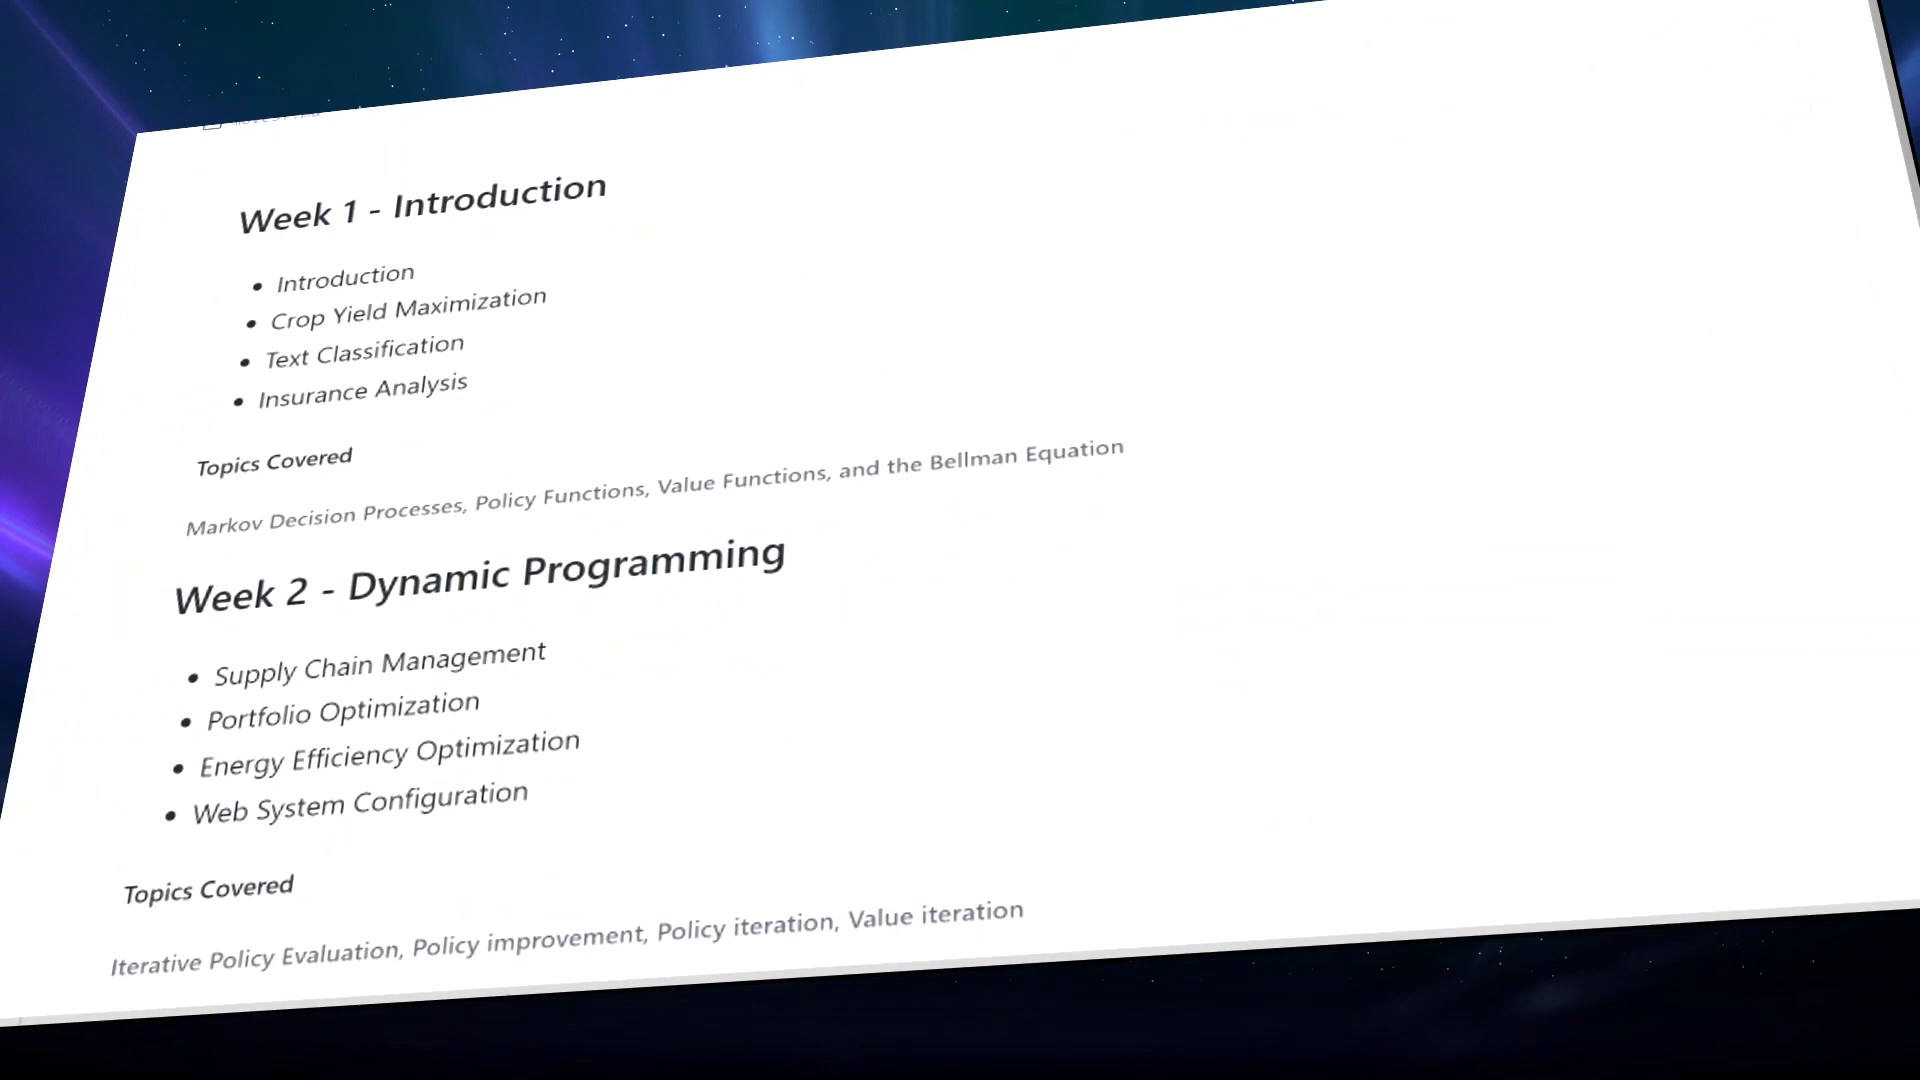 Week 1 - Introduction
Introduction
Crop Yield Maximization
Text Classification
Insurance Analysis
Topics Covered
Markov Decision Processes, Policy Functions, Value Functions, and the Bellman Equation
Week 2 - Dynamic Programming
Supply Chain Management
Portfolio Optimization
Energy Efficiency Optimization
Web System Configuration
Topics Covered
Iterative Policy Evaluation, Policy improvement, Policy iteration, Value iteration